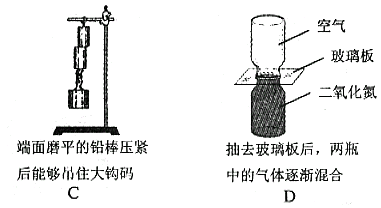 空气
玻璃板
二氧化氮
端面磨平的铅棒压紧
后能够吊住大钩码
C
抽去玻璃板后，两瓶
中的气体逐渐混合
D